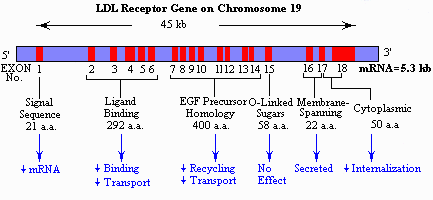 LDL Receptor Gene on Chromosome 19
45 kb
5' 3'
EXON No. 1 2 3 4 5 6 7 8 9 10 11 12 13 14 15 16 17 18 mRNA=5.3 kb
Signal Sequence 21 a.a.
Ligand Binding 292 a.a.
EGF Precursor Homology 400 a.a.
O-Linked Sugars 58 a.a.
Membrane-Spanning 22 a.a.
Cytoplasmic 50 a.a.
↓ mRNA
↓ Binding
↓ Transport
↓ Recycling
↓ Transport
No Effect
Secreted
↓ Internalization